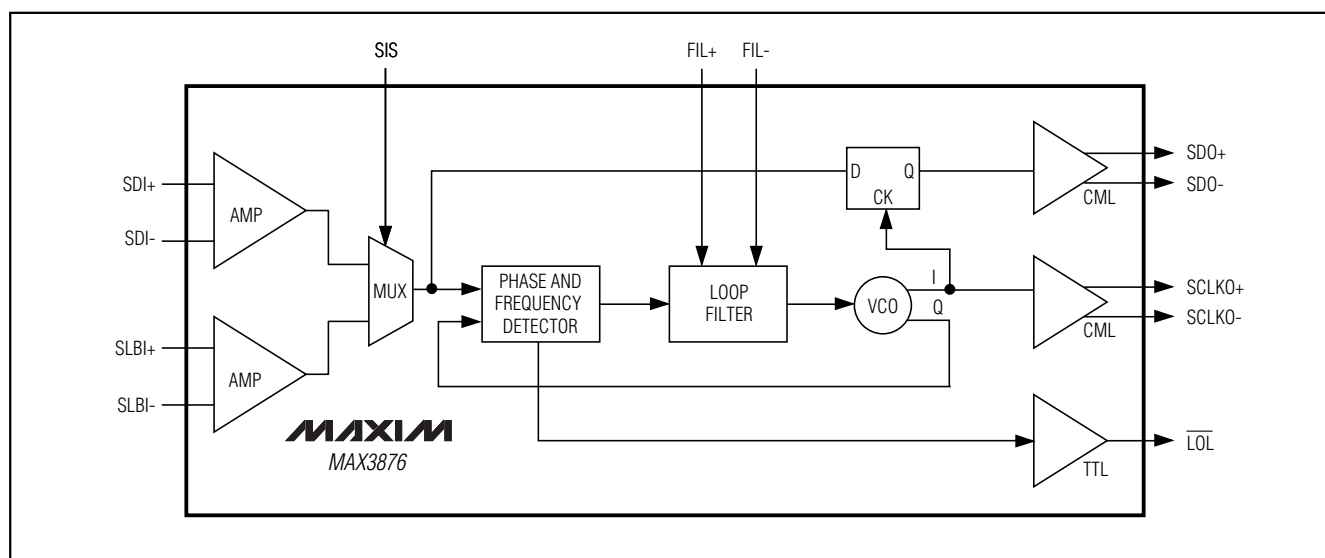 SIS
FIL+ FIL-
SDI+
SDI-
AMP
SLBI+
SLBI-
AMP
MUX
PHASE AND
FREQUENCY
DETECTOR
LOOP
FILTER
VCO
I
Q
D Q
CK
CML
SDO+
SDO-
CML
SCLKO+
SCLKO-
TTL
LOL
MAXIM
MAX3876